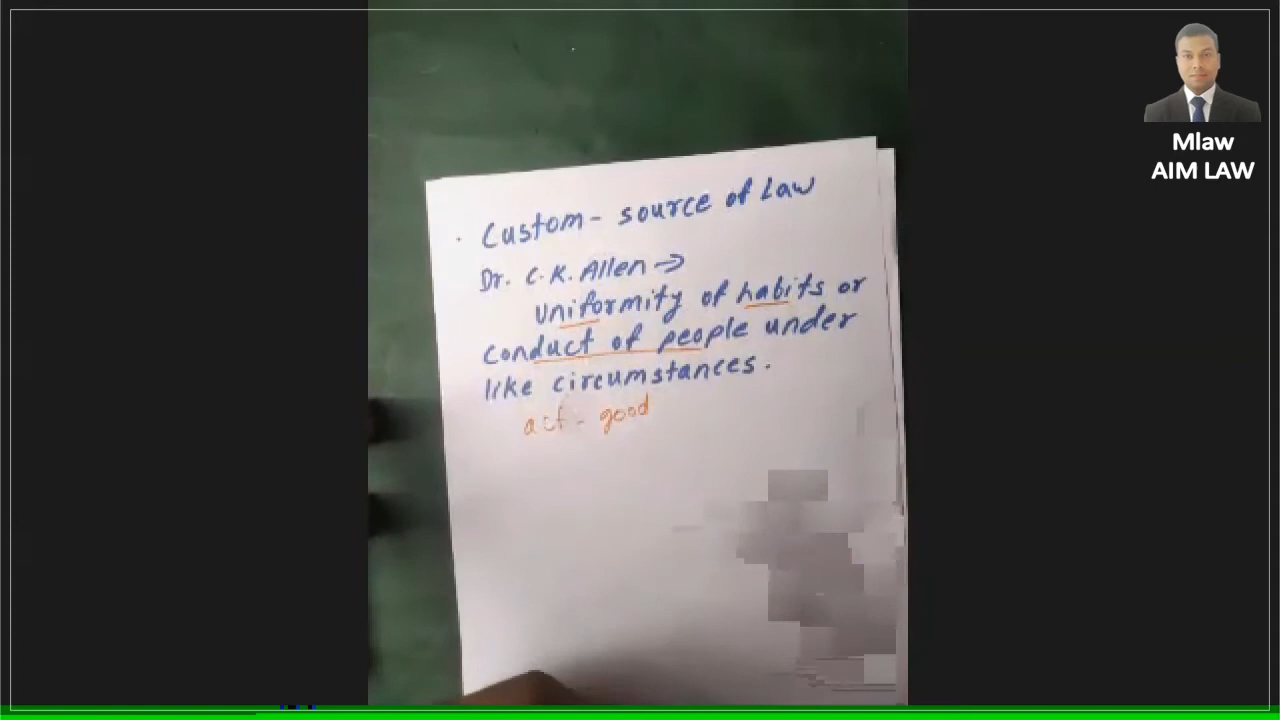 Custom - source of Law
Dr. C.K. Allen →
uniformity of habits or
conduct of people under
like circumstances.
act - good
Mlaw
AIM LAW